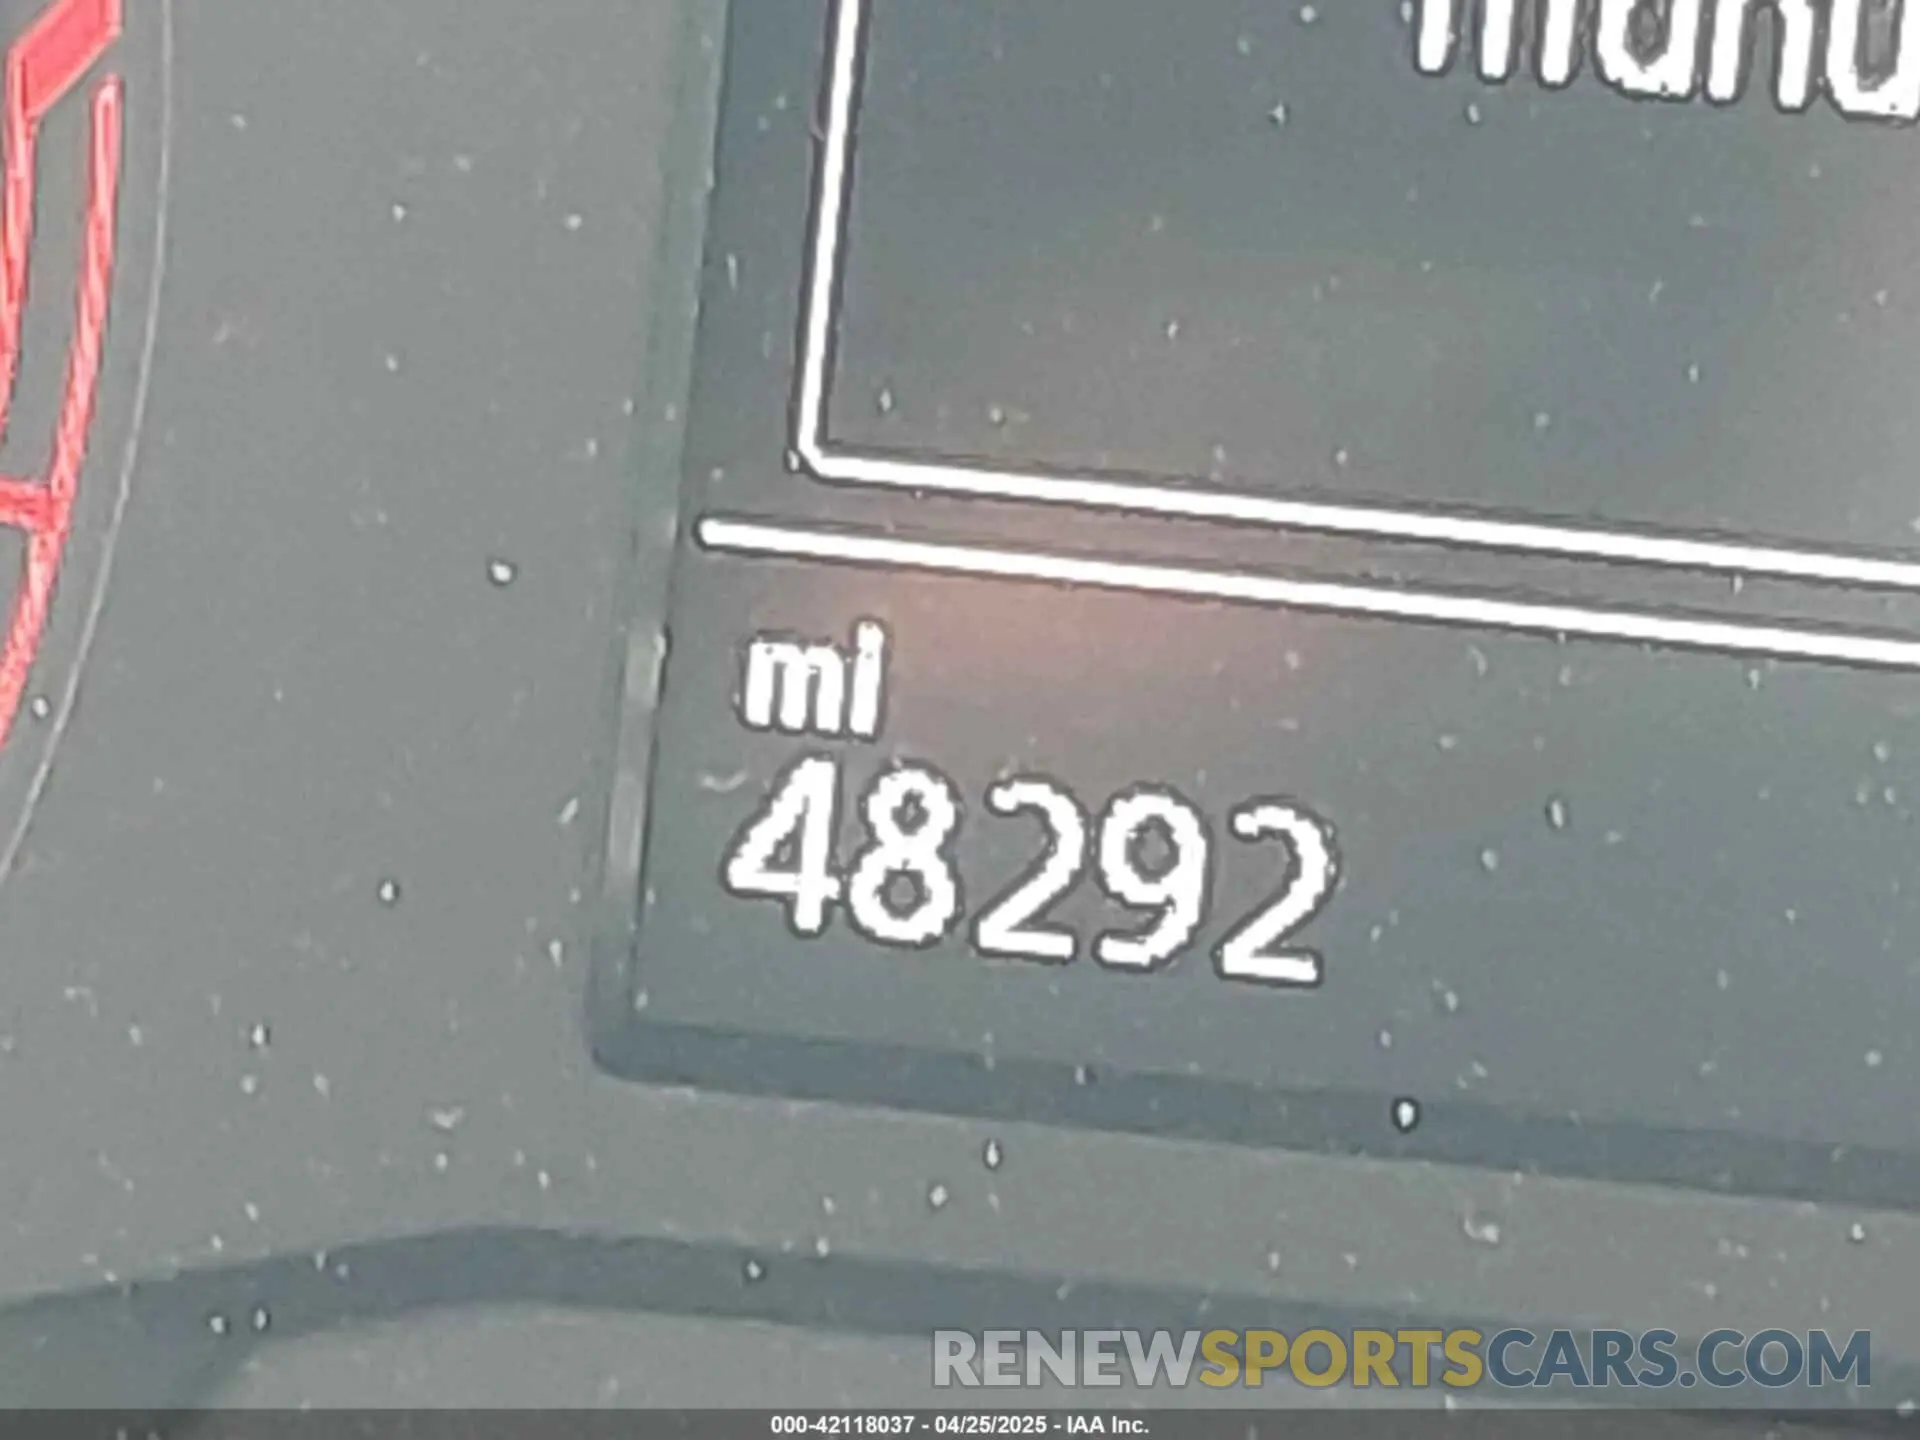 mi
48292
RENEWSPORTSCARS.COM
000-42118037 - 04/25/2025 - IAA Inc.